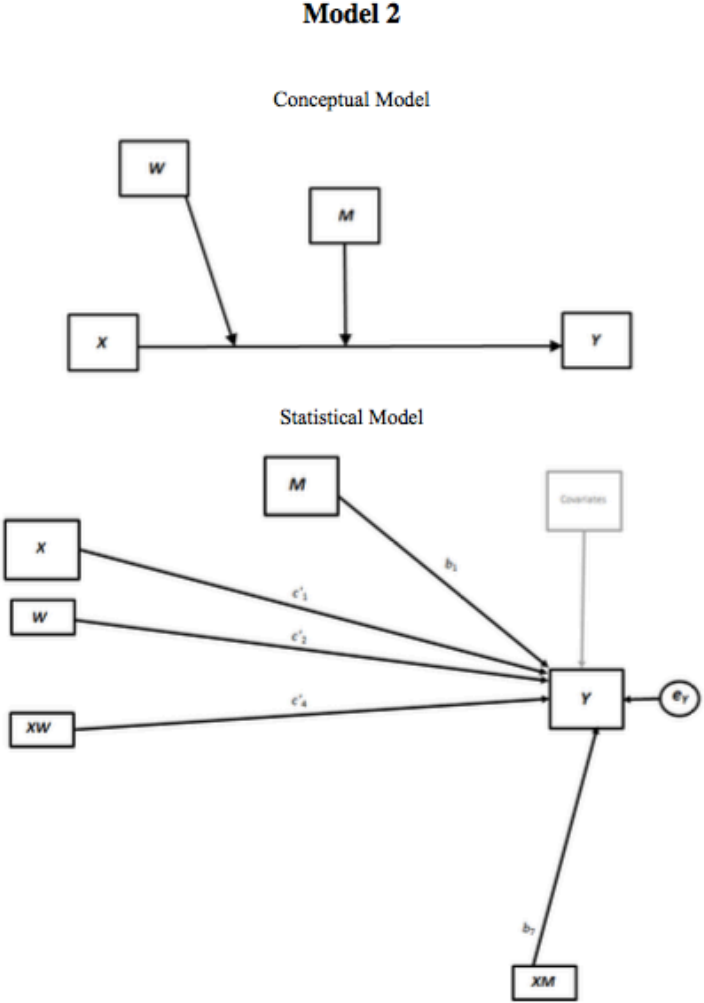 Model 2
Conceptual Model
W
M
X
Y
Statistical Model
M
Covariates
X
b₁
c'₁
W
c'₂
Y
eY
c'₄
XW
b₇
XM